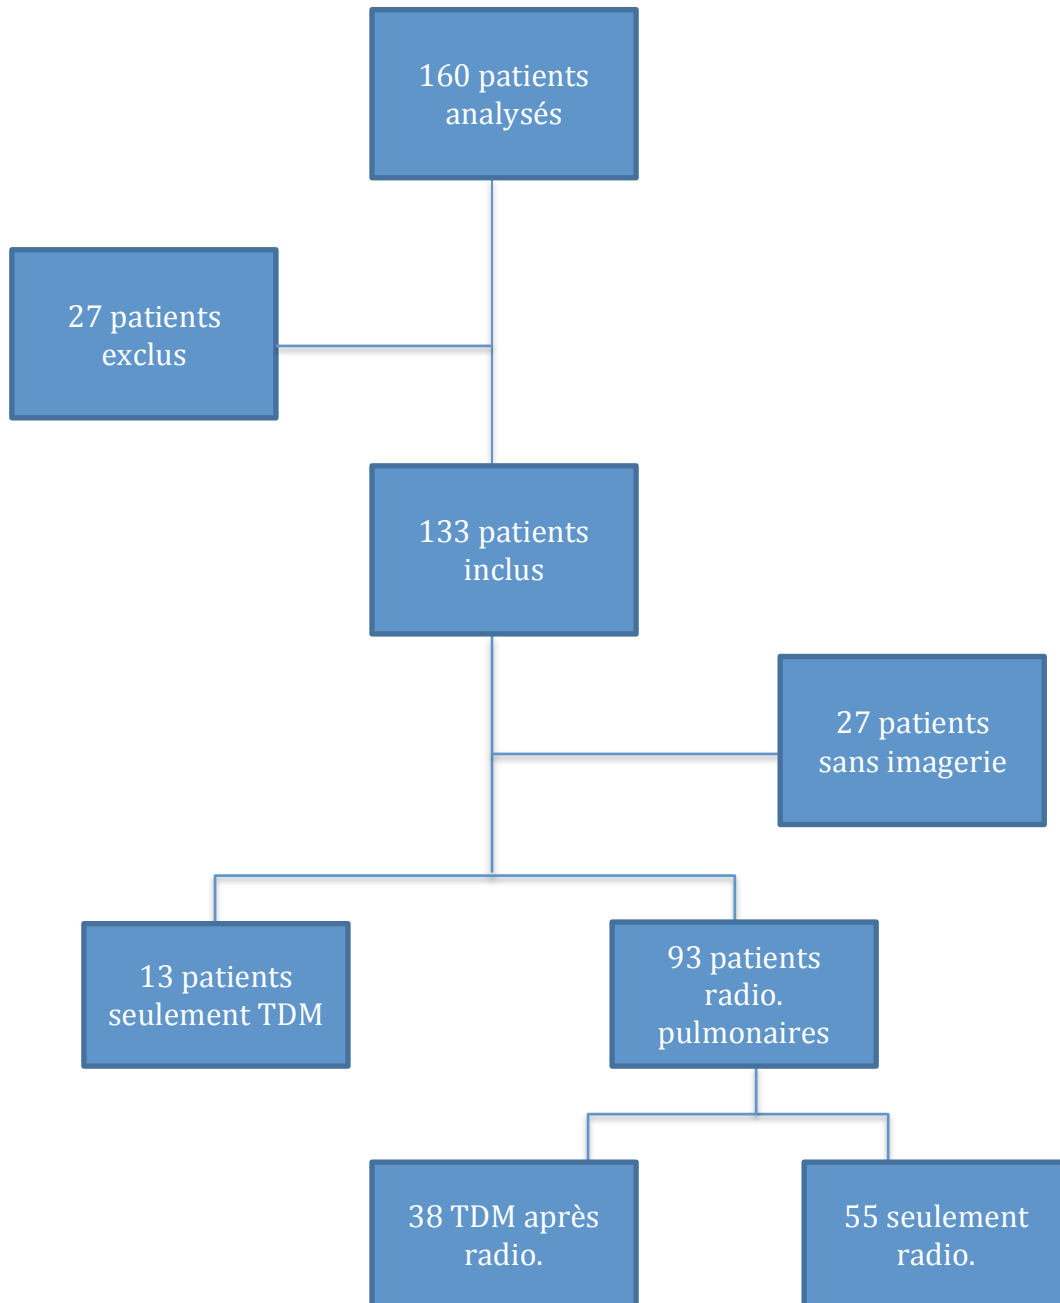 160 patients
analysés
27 patients
exclus
133 patients
inclus
27 patients
sans imagerie
13 patients
seulement TDM
93 patients
radio.
pulmonaires
38 TDM après
radio.
55 seulement
radio.